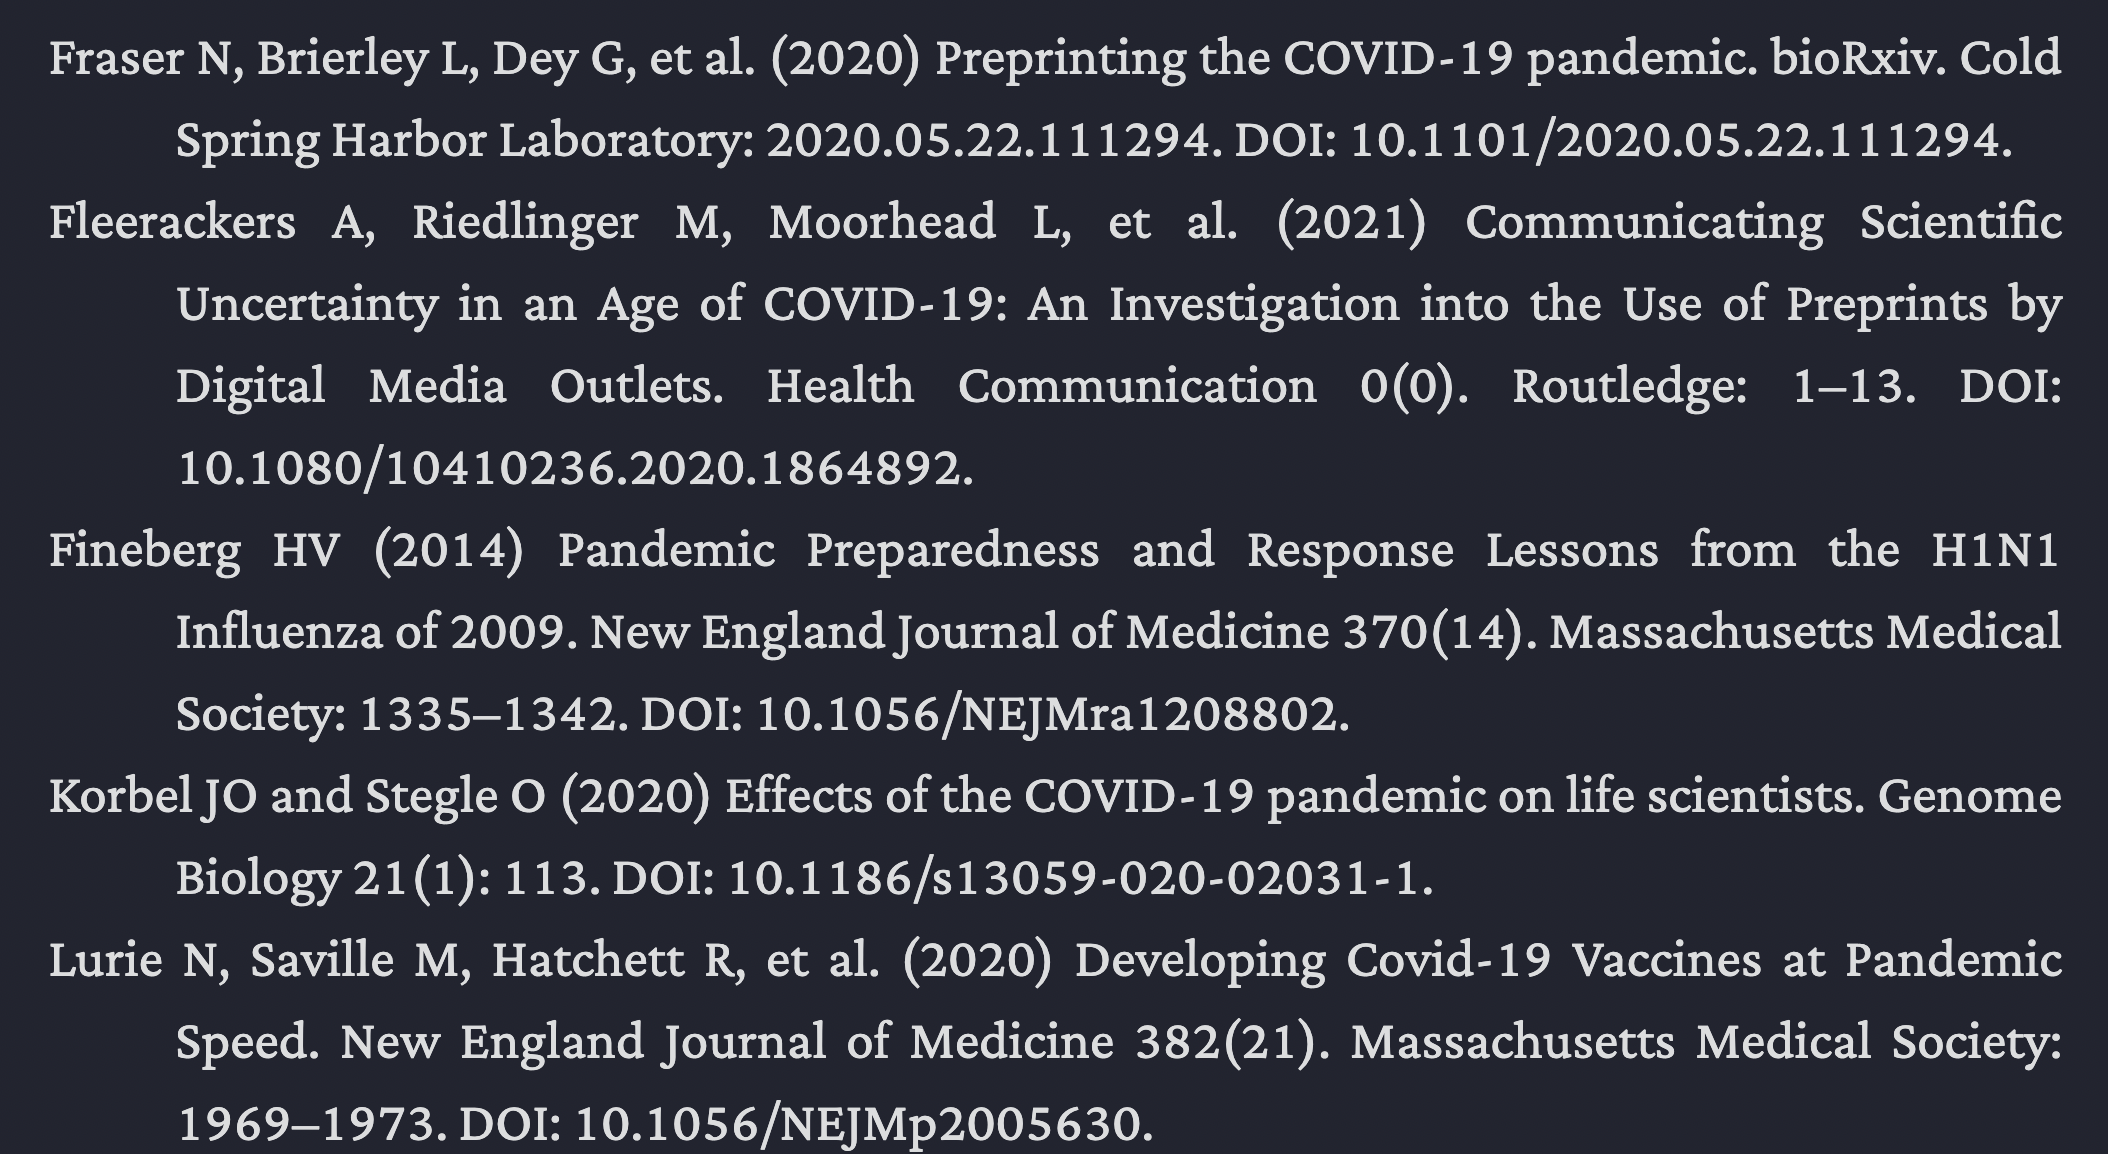 Fraser N, Brierley L, Dey G, et al. (2020) Preprinting the COVID-19 pandemic. bioRxiv. Cold
Spring Harbor Laboratory: 2020.05.22.111294. DOI: 10.1101/2020.05.22.111294.
Fleerackers A, Riedlinger M, Moorhead L, et al. (2021) Communicating Scientific
Uncertainty in an Age of COVID-19: An Investigation into the Use of Preprints by
Digital Media Outlets. Health Communication 0(0). Routledge: 1–13. DOI:
10.1080/10410236.2020.1864892.
Fineberg HV (2014) Pandemic Preparedness and Response Lessons from the H1N1
Influenza of 2009. New England Journal of Medicine 370(14). Massachusetts Medical
Society: 1335–1342. DOI: 10.1056/NEJMra1208802.
Korbel JO and Stegle O (2020) Effects of the COVID-19 pandemic on life scientists. Genome
Biology 21(1): 113. DOI: 10.1186/s13059-020-02031-1.
Lurie N, Saville M, Hatchett R, et al. (2020) Developing Covid-19 Vaccines at Pandemic
Speed. New England Journal of Medicine 382(21). Massachusetts Medical Society:
1969–1973. DOI: 10.1056/NEJMp2005630.